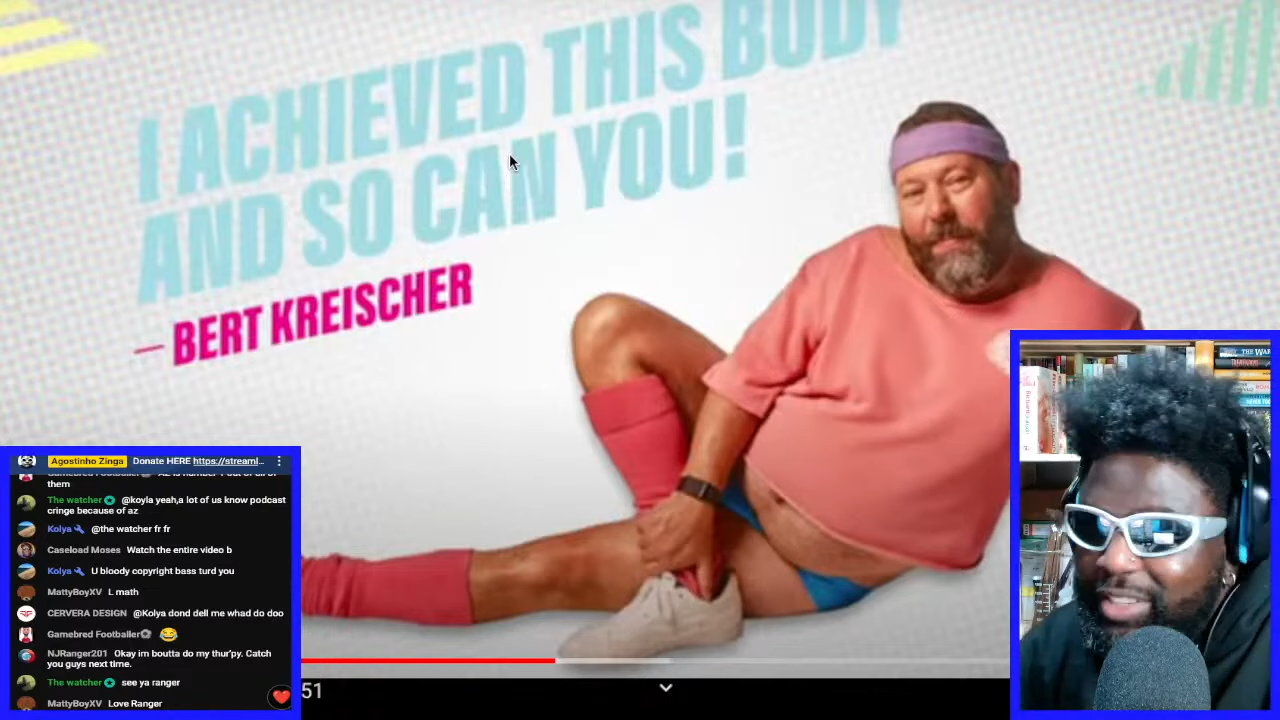 I ACHIEVED THIS BODY
AND SO CAN YOU!
— BERT KREISCHER
Agostinho Zinga Donate HERE https://streaml...
them
The watcher @koyla yeah,a lot of us know podcast
cringe because of az
Kolya @the watcher fr fr
Caseload Moses Watch the entire video b
Kolya U bloody copyright bass turd you
MattyBoyXV L math
CERVERA DESIGN @Kolya dond dell me whad do doo
Gamebred Footballer
NJRanger201 Okay im boutta do my thur'py. Catch
you guys next time.
The watcher see ya ranger
MattyBoyXV Love Ranger
51